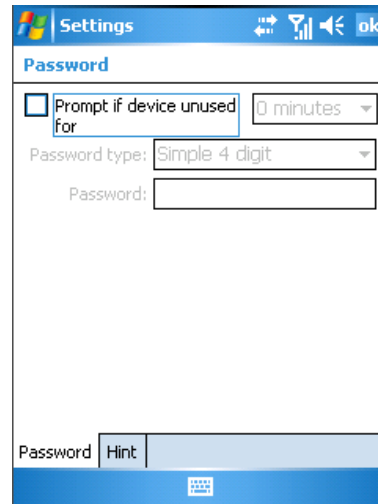 Settings
ok
Password
Prompt if device unused
for
0 minutes
Password type: Simple 4 digit
Password:
Password Hint